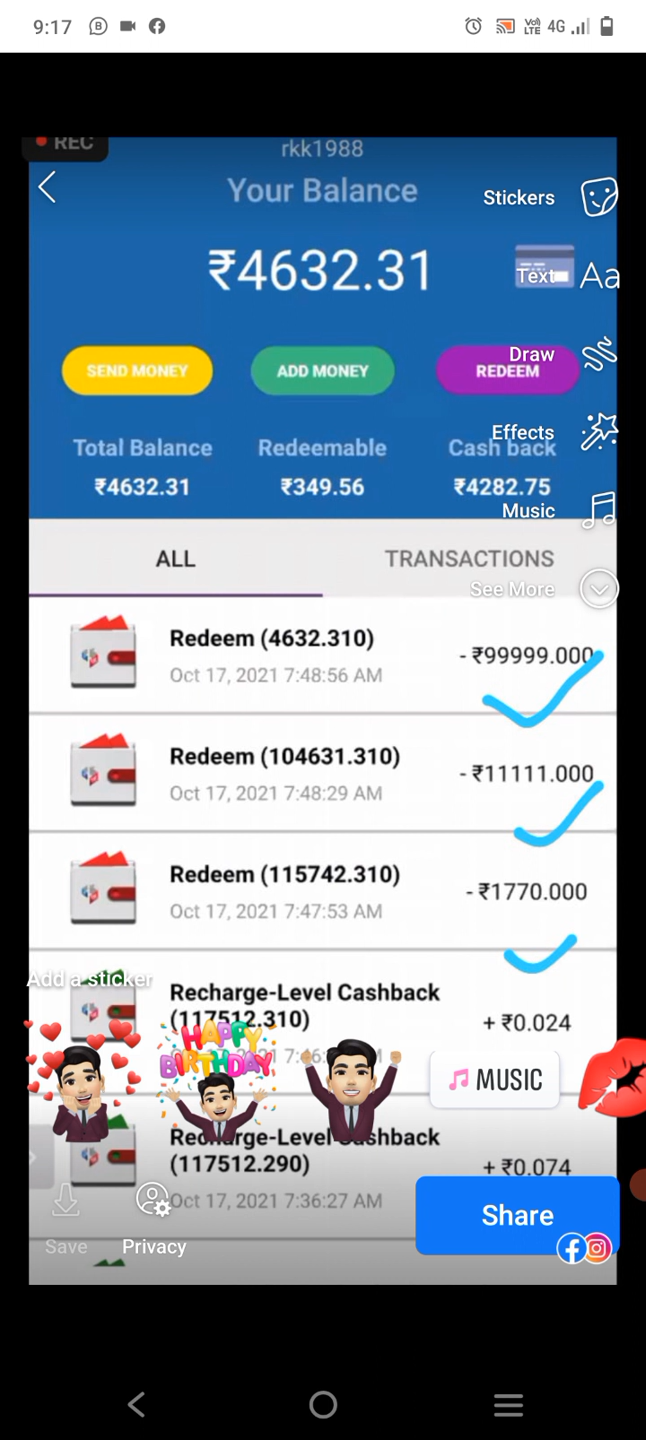 9:17
4G
REC
rkk1988
Your Balance
Stickers
₹4632.31
Text Aa
Draw
SEND MONEY ADD MONEY REDEEM
Effects
Total Balance Redeemable Cash back
₹4632.31 ₹349.56 ₹4282.75
Music
ALL TRANSACTIONS
See More
Redeem (4632.310)
- ₹99999.000
Oct 17, 2021 7:48:56 AM
Redeem (104631.310)
- ₹11111.000
Oct 17, 2021 7:48:29 AM
Redeem (115742.310)
- ₹1770.000
Oct 17, 2021 7:47:53 AM
Add a sticker
Recharge-Level Cashback
(117512.310)
+ ₹0.024
HAPPY
BIRTHDAY
MUSIC
Recharge-Level Cashback
(117512.290)
+ ₹0.074
Oct 17, 2021 7:36:27 AM
Share
Save Privacy